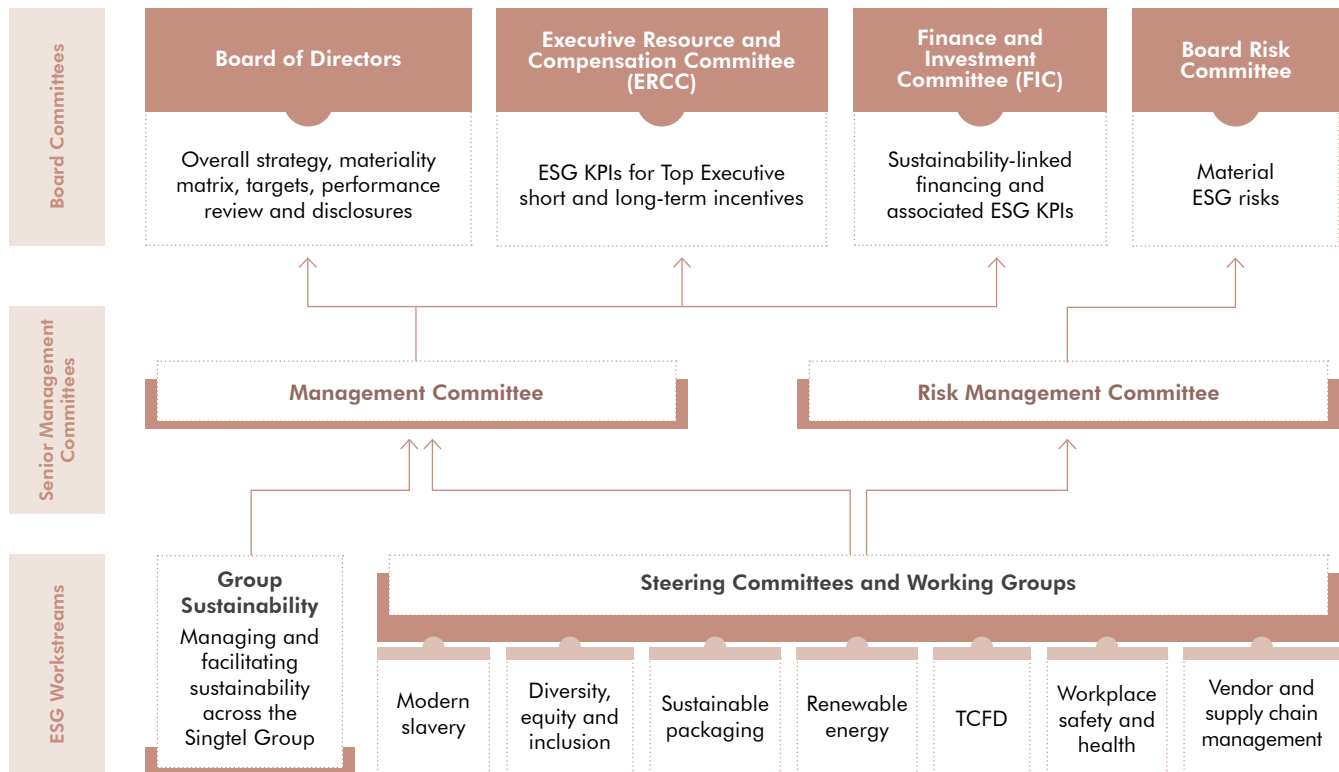 Board Committees
Board of Directors
Overall strategy, materiality
matrix, targets, performance
review and disclosures
Executive Resource and
Compensation Committee
(ERCC)
ESG KPIs for Top Executive
short and long-term incentives
Finance and
Investment
Committee (FIC)
Sustainability-linked
financing and
associated ESG KPIs
Board Risk
Committee
Material
ESG risks
Senior Management
Committees
Management Committee
Risk Management Committee
ESG Workstreams
Group
Sustainability
Managing and
facilitating
sustainability
across the
Singtel Group
Steering Committees and Working Groups
Modern
slavery
Diversity,
equity and
inclusion
Sustainable
packaging
Renewable
energy
TCFD
Workplace
safety and
health
Vendor and
supply chain
management